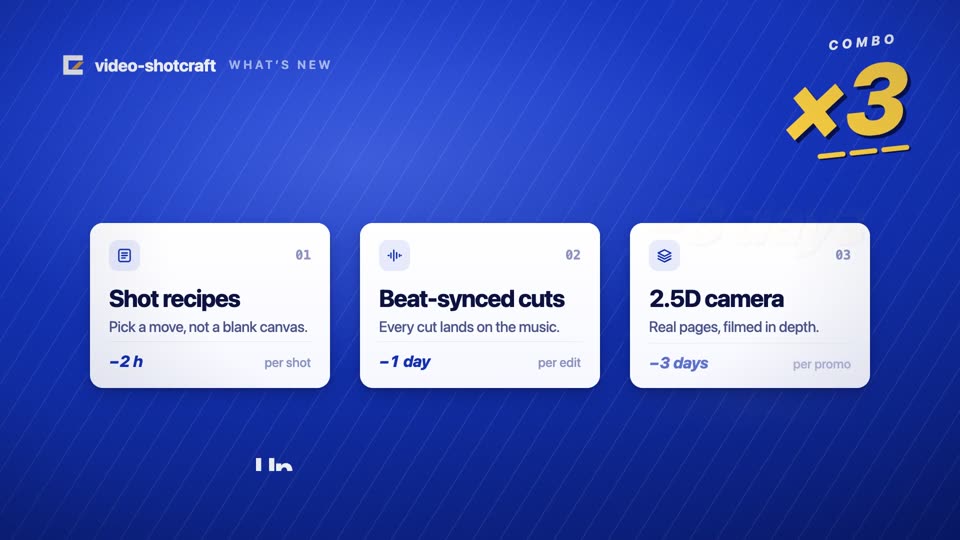 video-shotcraft WHAT'S NEW
COMBO
×3
01
Shot recipes
Pick a move, not a blank canvas.
–2 h per shot
02
Beat-synced cuts
Every cut lands on the music.
–1 day per edit
03
2.5D camera
Real pages, filmed in depth.
–3 days per promo